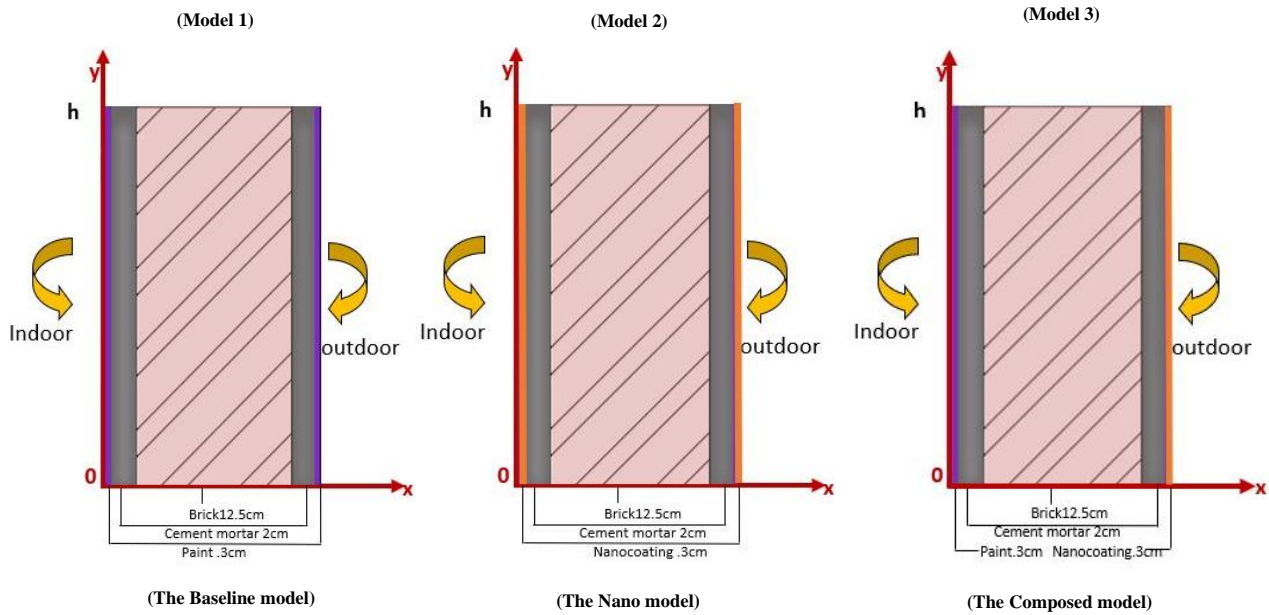 (Model 1)
y
h
Indoor
outdoor
0
x
Brick12.5cm
Cement mortar 2cm
Paint .3cm
(The Baseline model)
(Model 2)
y
h
Indoor
outdoor
0
x
Brick12.5cm
Cement mortar 2cm
Nanocoating .3cm
(The Nano model)
(Model 3)
y
h
Indoor
outdoor
0
x
Brick12.5cm
Cement mortar 2cm
Paint.3cm Nanocoating.3cm
(The Composed model)